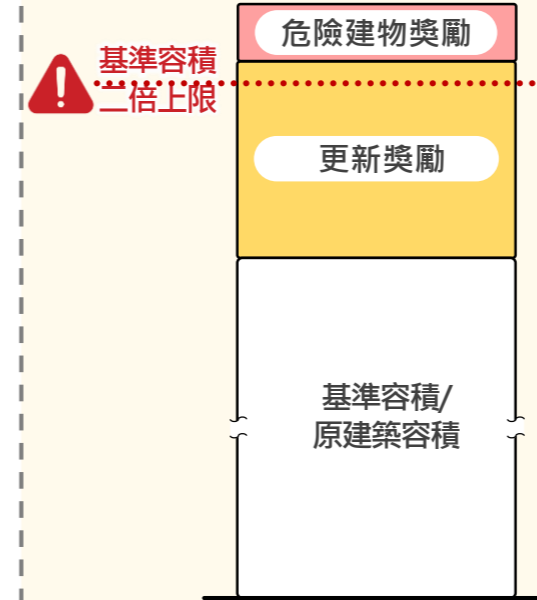 危險建物獎勵
基準容積
二倍上限
更新獎勵
基準容積/
原建築容積